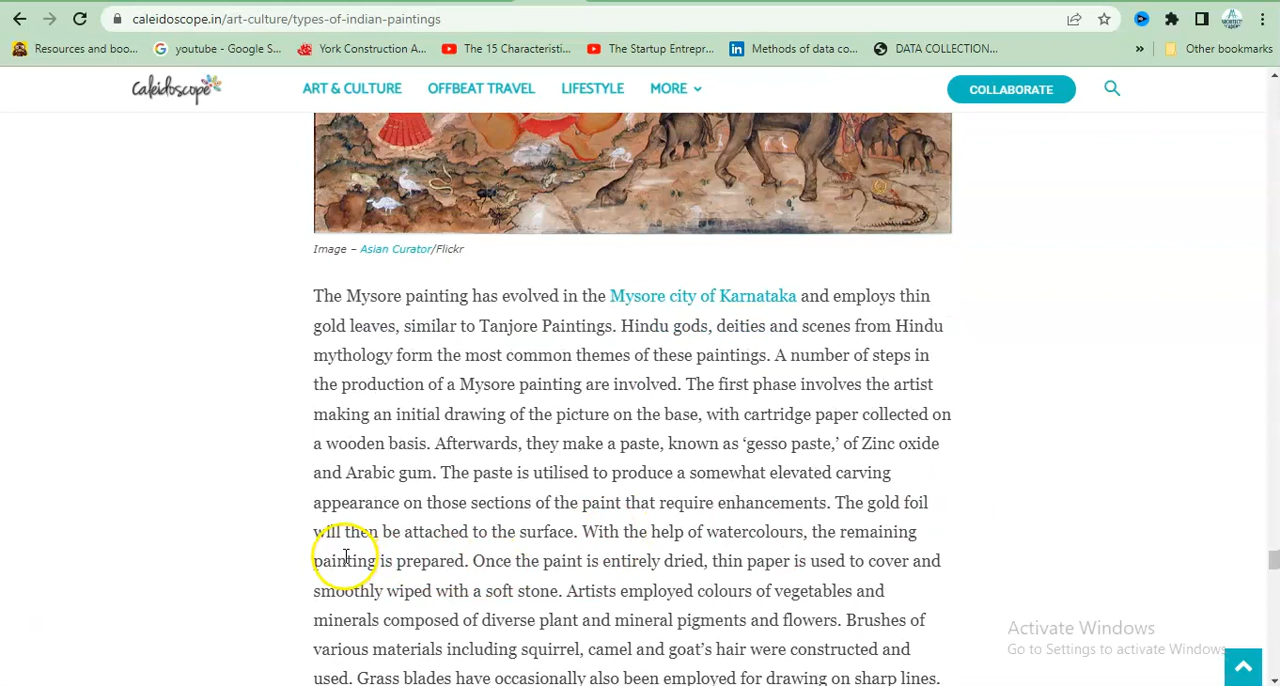 caleidoscope.in/art-culture/types-of-indian-paintings
Resources and boo...
youtube - Google S...
York Construction A...
The 15 Characteristi...
The Startup Entrepr...
Methods of data co...
DATA COLLECTION...
»
Other bookmarks
Caleidoscope
ART & CULTURE
OFFBEAT TRAVEL
LIFESTYLE
MORE
COLLABORATE
Image – Asian Curator/Flickr
The Mysore painting has evolved in the Mysore city of Karnataka and employs thin
gold leaves, similar to Tanjore Paintings. Hindu gods, deities and scenes from Hindu
mythology form the most common themes of these paintings. A number of steps in
the production of a Mysore painting are involved. The first phase involves the artist
making an initial drawing of the picture on the base, with cartridge paper collected on
a wooden basis. Afterwards, they make a paste, known as ‘gesso paste,’ of Zinc oxide
and Arabic gum. The paste is utilised to produce a somewhat elevated carving
appearance on those sections of the paint that require enhancements. The gold foil
will then be attached to the surface. With the help of watercolours, the remaining
painting is prepared. Once the paint is entirely dried, thin paper is used to cover and
smoothly wiped with a soft stone. Artists employed colours of vegetables and
minerals composed of diverse plant and mineral pigments and flowers. Brushes of
various materials including squirrel, camel and goat’s hair were constructed and
used. Grass blades have occasionally also been employed for drawing on sharp lines.
Activate Windows
Go to Settings to activate Windows.